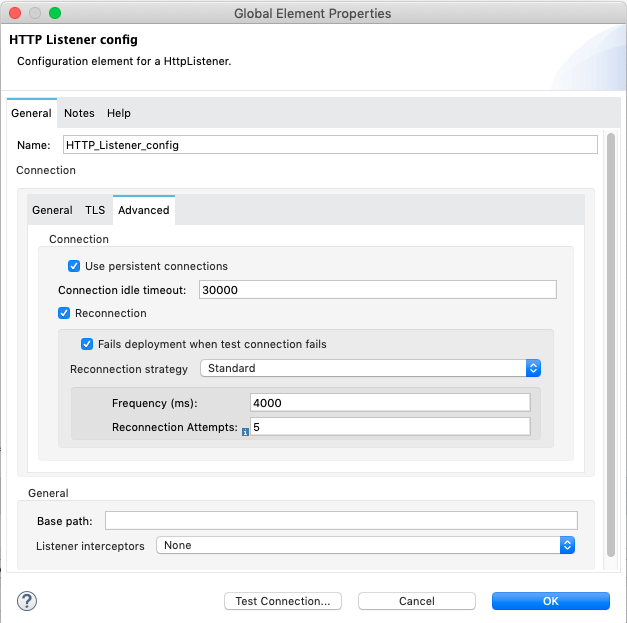 Global Element Properties
HTTP Listener config
Configuration element for a HttpListener.
General Notes Help
Name: HTTP_Listener_config
Connection
General TLS Advanced
Connection
Use persistent connections
Connection idle timeout: 30000
Reconnection
Fails deployment when test connection fails
Reconnection strategy Standard
Frequency (ms): 4000
Reconnection Attempts: 5
General
Base path:
Listener interceptors None
? Test Connection... Cancel OK